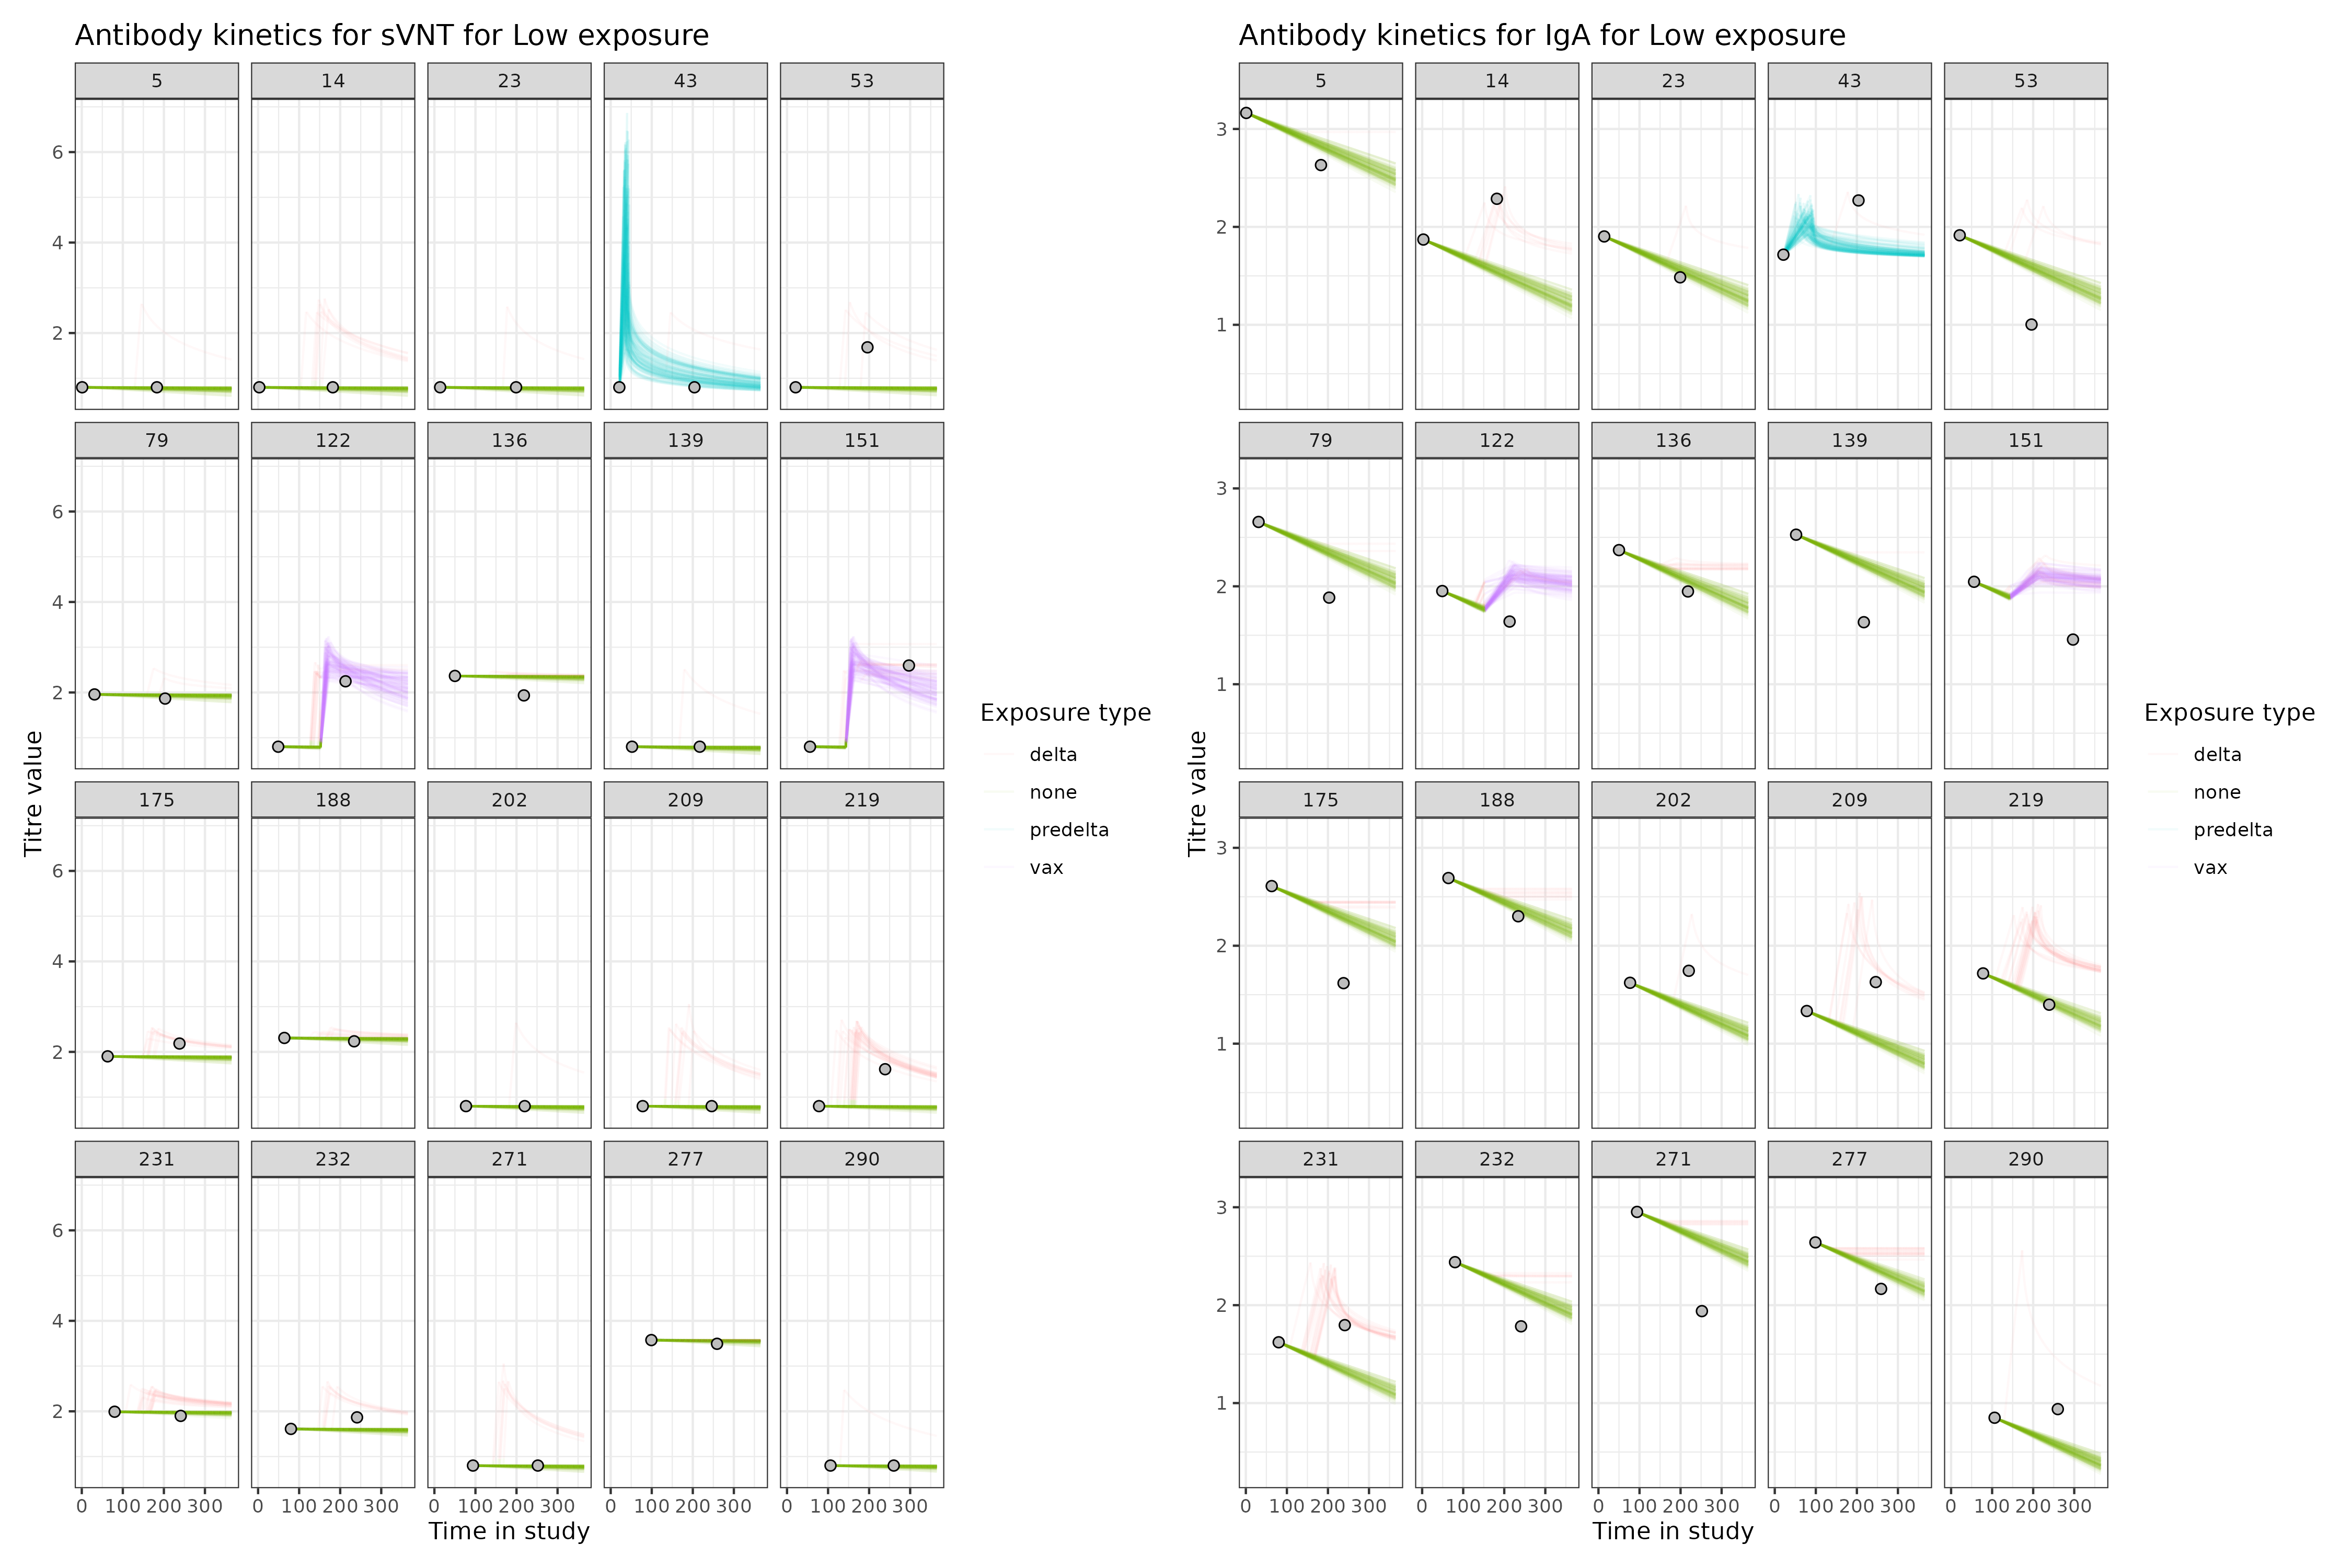 Antibody kinetics for sVNT for Low exposure
5 14 23 43 53
6
4
2
79 122 136 139 151
6
4
2
175 188 202 209 219
6
4
2
231 232 271 277 290
6
4
2
0 100 200 300 0 100 200 300 0 100 200 300 0 100 200 300 0 100 200 300
Time in study
Titre value
Exposure type
delta
none
predelta
vax
Antibody kinetics for IgA for Low exposure
5 14 23 43 53
3
2
1
79 122 136 139 151
3
2
1
175 188 202 209 219
3
2
1
231 232 271 277 290
3
2
1
0 100 200 300 0 100 200 300 0 100 200 300 0 100 200 300 0 100 200 300
Time in study
Titre value
Exposure type
delta
none
predelta
vax